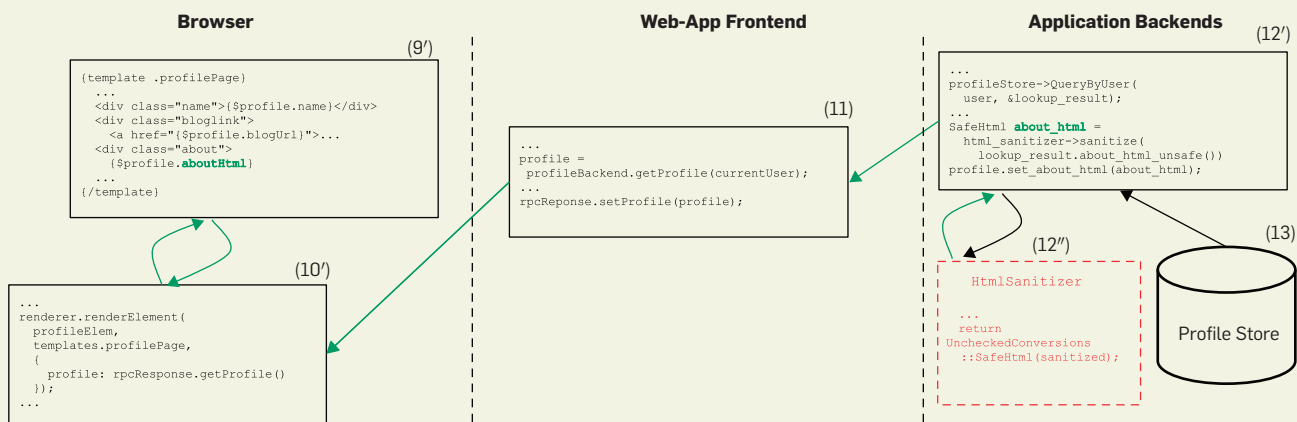 Browser
Web-App Frontend
Application Backends
(9′)
{template .profilePage}
...
<div class="name">{$profile.name}</div>
<div class="bloglink">
<a href="{$profile.blogUrl}">...
<div class="about">
{$profile.aboutHtml}
...
{/template}
(10′)
...
renderer.renderElement(
profileElem,
templates.profilePage,
{
profile: rpcResponse.getProfile()
});
...
(11)
...
profile =
profileBackend.getProfile(currentUser);
...
rpcReponse.setProfile(profile);
(12′)
...
profileStore->QueryByUser(
user, &lookup_result);
...
SafeHtml about_html =
html_sanitizer->sanitize(
lookup_result.about_html_unsafe())
profile.set_about_html(about_html);
(12″)
HtmlSanitizer
...
return
UncheckedConversions
::SafeHtml(sanitized);
(13)
Profile Store